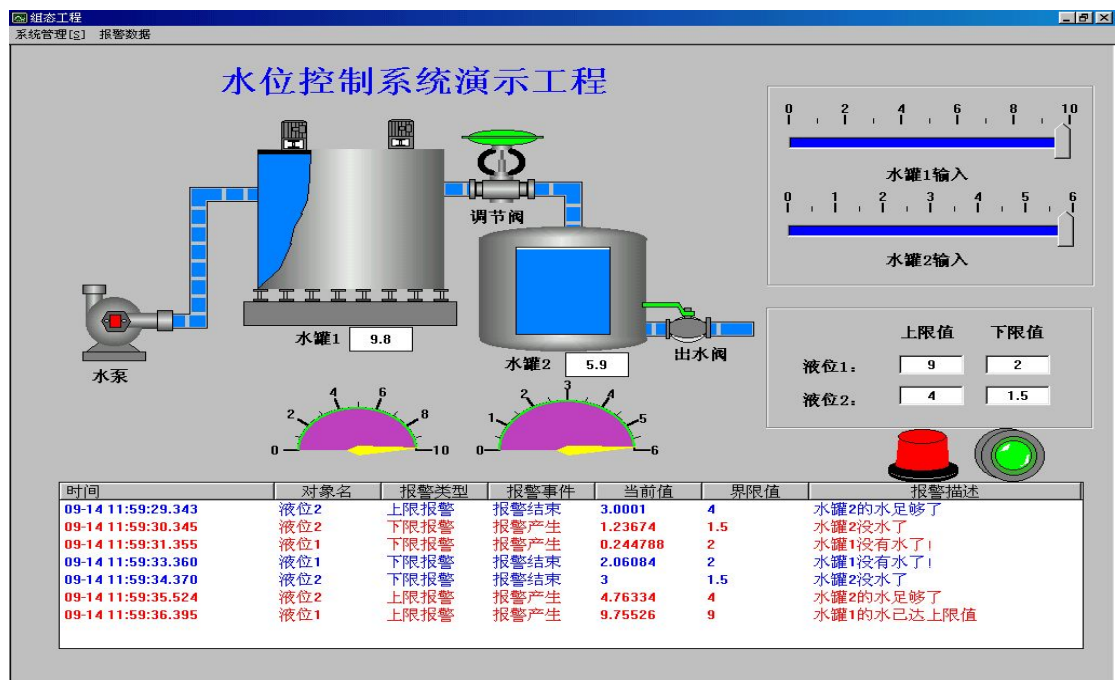 组态工程
系统管理[S] 报警数据
水位控制系统演示工程
0 2 4 6 8 10
水罐1输入
0 1 2 3 4 5 6
水罐2输入
调节阀
水罐1 9.8
水泵
水罐2 5.9
出水阀
上限值 下限值
液位1: 9 2
液位2: 4 1.5
0 2 4 6 8 10
0 1 2 3 4 5 6
时间 对象名 报警类型 报警事件 当前值 界限值 报警描述
09-14 11:59:29.343 液位2 上限报警 报警结束 3.0001 4 水罐2的水足够了
09-14 11:59:30.345 液位2 下限报警 报警产生 1.23674 1.5 水罐2没水了
09-14 11:59:31.355 液位1 下限报警 报警产生 0.244788 2 水罐1没有水了!
09-14 11:59:33.360 液位1 下限报警 报警结束 2.06084 2 水罐1没有水了!
09-14 11:59:34.370 液位2 下限报警 报警结束 3 1.5 水罐2没水了
09-14 11:59:35.524 液位2 上限报警 报警产生 4.76334 4 水罐2的水足够了
09-14 11:59:36.395 液位1 上限报警 报警产生 9.75526 9 水罐1的水已达上限值